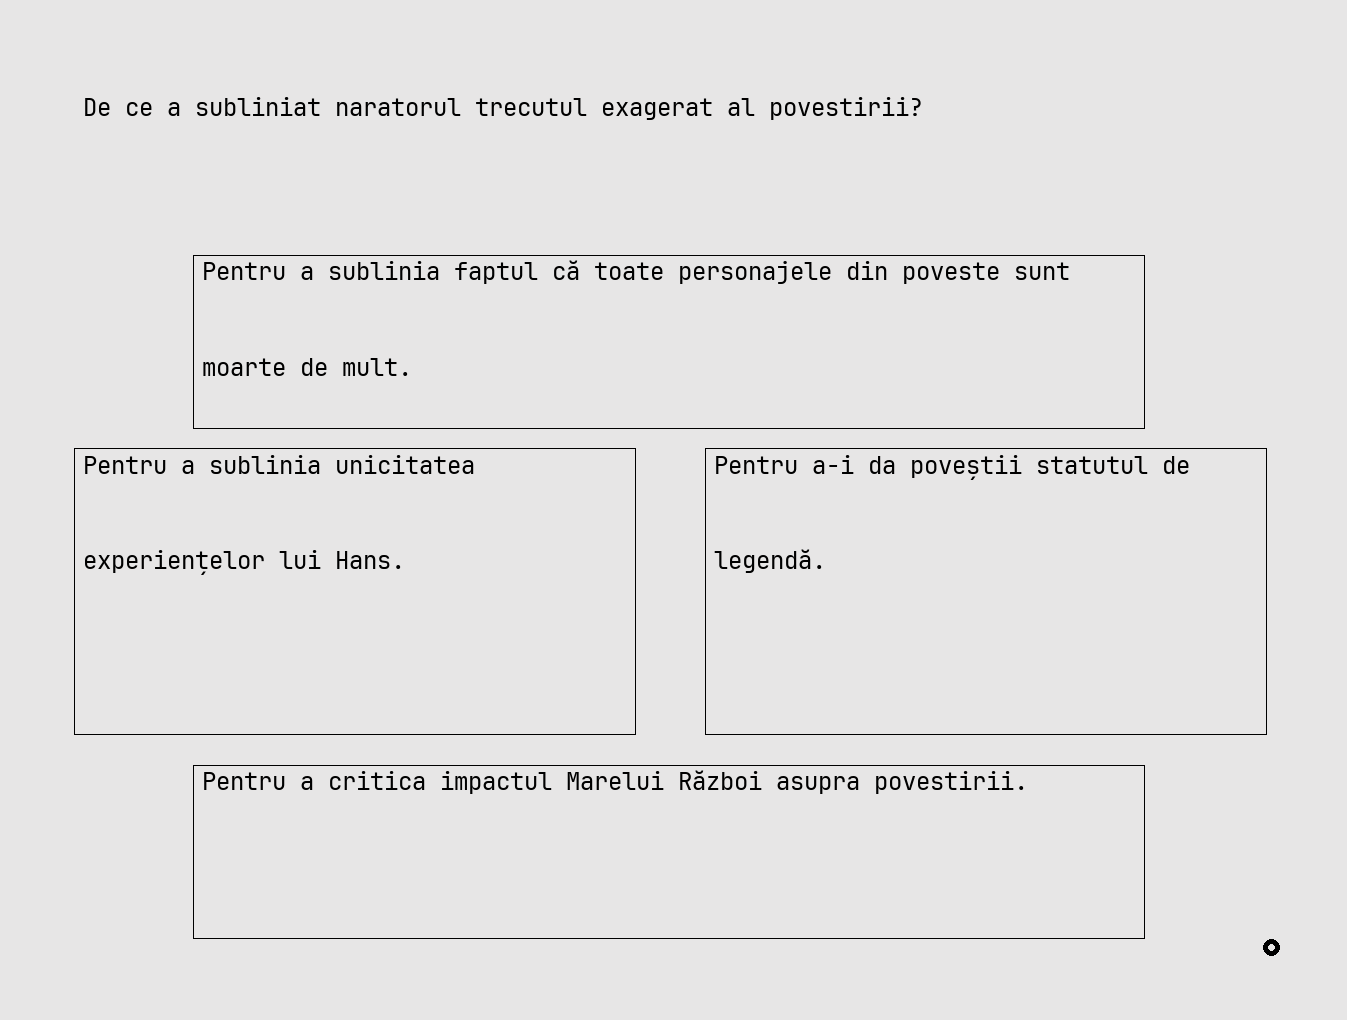 De ce a subliniat naratorul trecutul exagerat al povestirii?
Pentru a sublinia faptul că toate personajele din poveste sunt
moarte de mult.
Pentru a sublinia unicitatea
experiențelor lui Hans.
Pentru a-i da poveștii statutul de
legendă.
Pentru a critica impactul Marelui Război asupra povestirii.